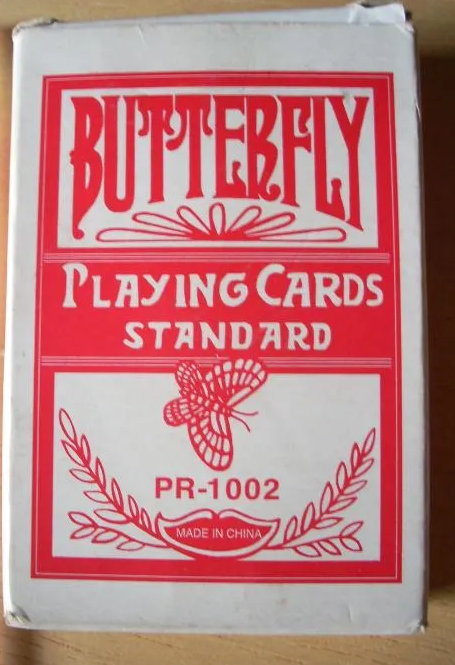 BUTTERFLY
PLAYING CARDS
STANDARD
PR-1002
MADE IN CHINA